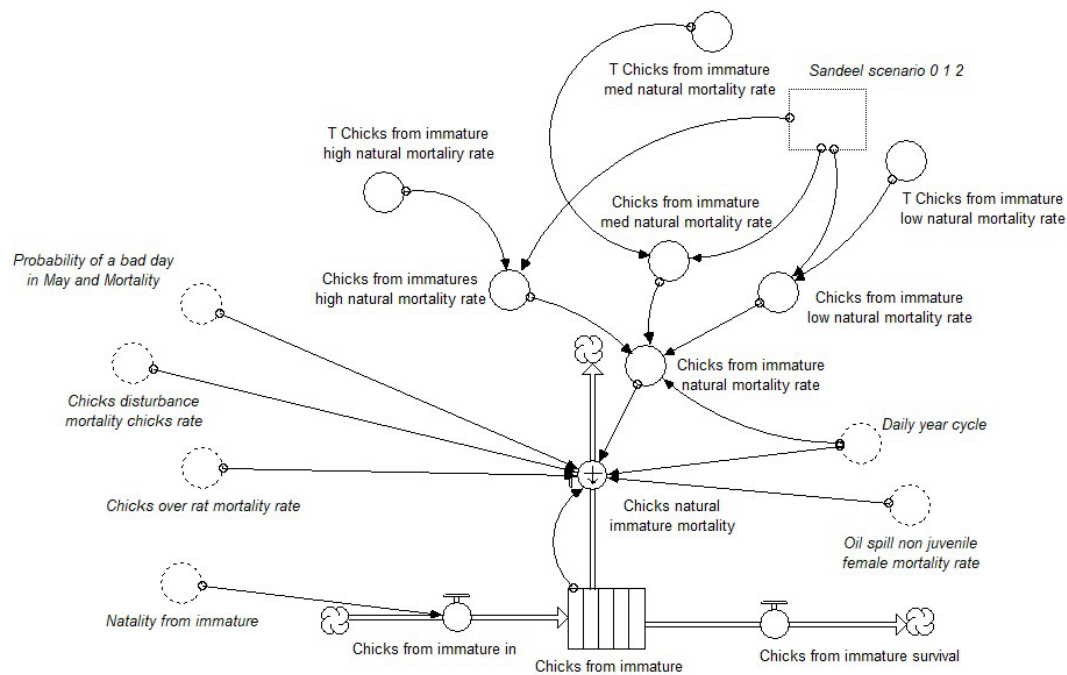 T Chicks from immature
med natural mortality rate
Sandeel scenario 0 1 2
T Chicks from immature
high natural mortaliry rate
T Chicks from immature
low natural mortality rate
Chicks from immature
med natural mortality rate
Probability of a bad day
in May and Mortality
Chicks from immatures
high natural mortality rate
Chicks from immature
low natural mortality rate
Chicks from immature
natural mortality rate
Chicks disturbance
mortality chicks rate
Daily year cycle
Chicks over rat mortality rate
Chicks natural
immature mortality
Oil spill non juvenile
female mortality rate
Natality from immature
Chicks from immature in
Chicks from immature
Chicks from immature survival